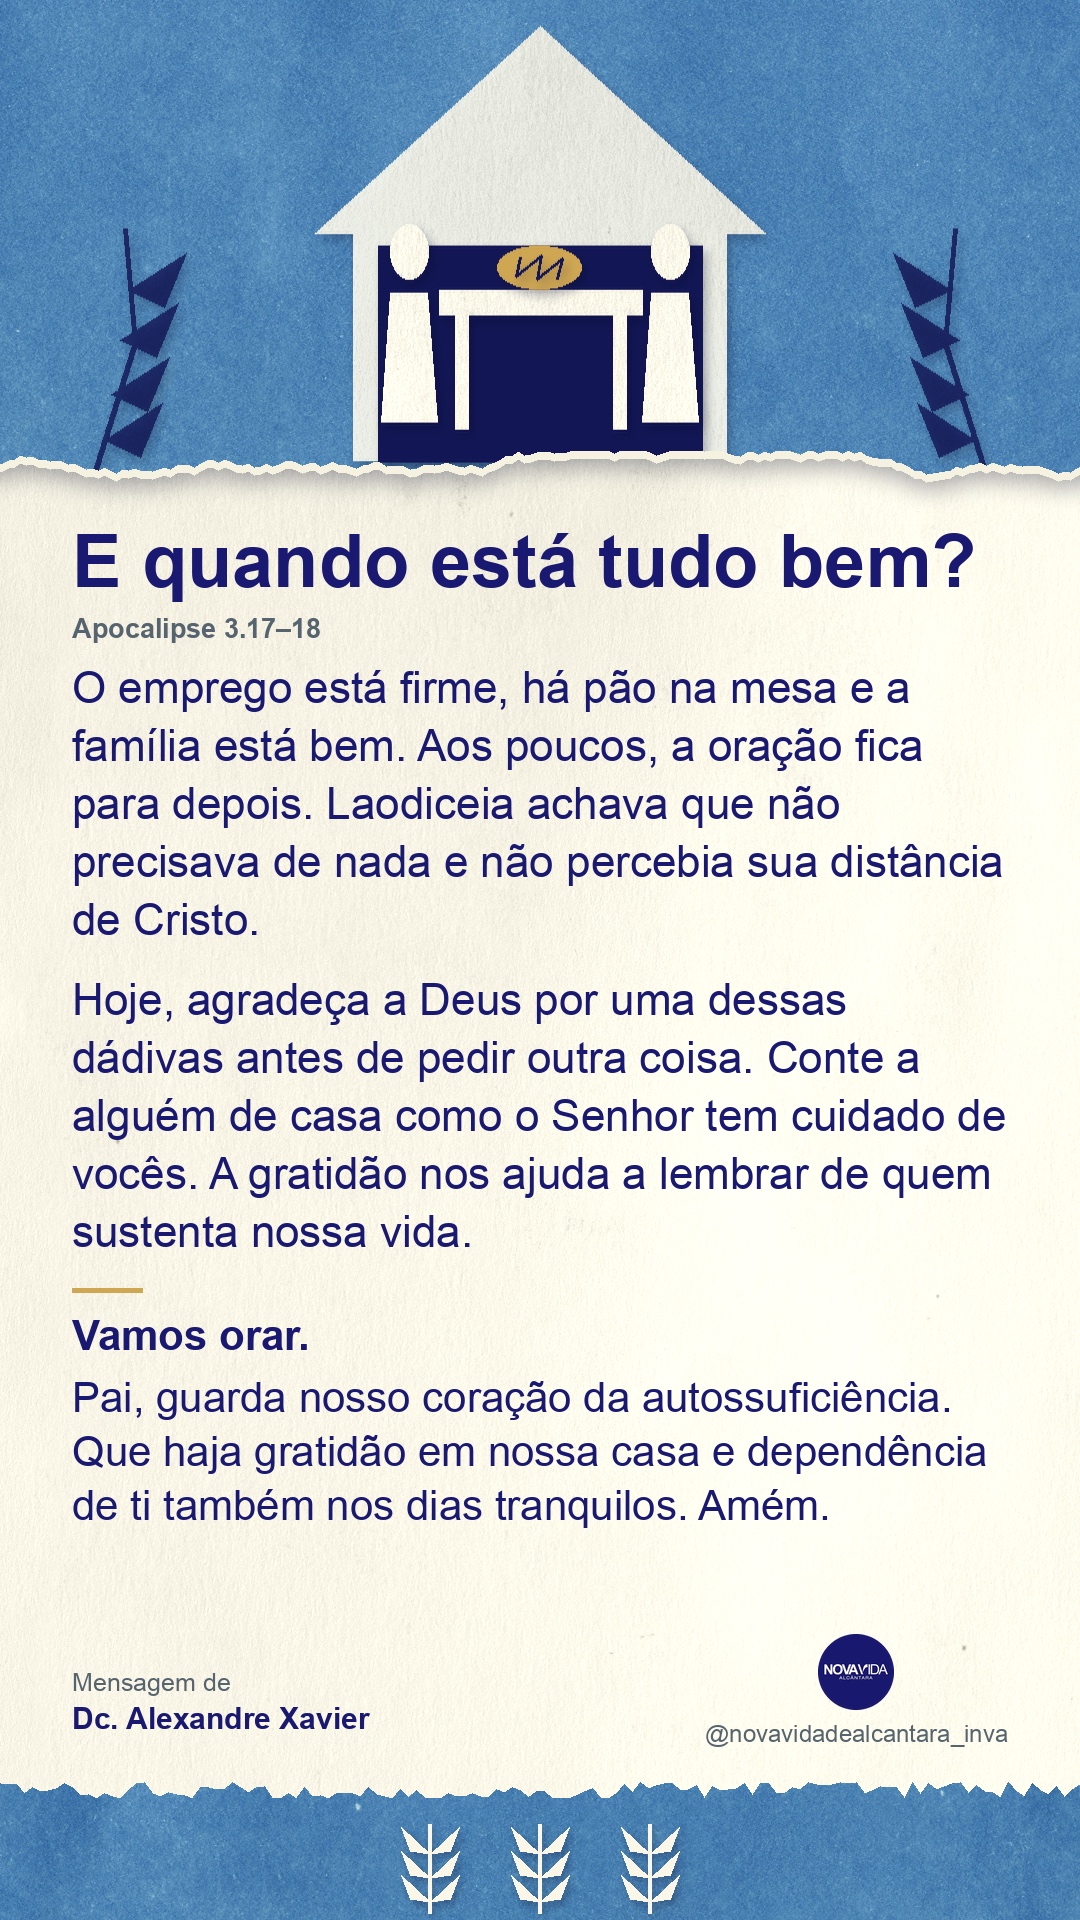 E quando está tudo bem?
Apocalipse 3.17–18
O emprego está firme, há pão na mesa e a
família está bem. Aos poucos, a oração fica
para depois. Laodiceia achava que não
precisava de nada e não percebia sua distância
de Cristo.
Hoje, agradeça a Deus por uma dessas
dádivas antes de pedir outra coisa. Conte a
alguém de casa como o Senhor tem cuidado de
vocês. A gratidão nos ajuda a lembrar de quem
sustenta nossa vida.
Vamos orar.
Pai, guarda nosso coração da autossuficiência.
Que haja gratidão em nossa casa e dependência
de ti também nos dias tranquilos. Amém.
Mensagem de
Dc. Alexandre Xavier
NOVAVIDA
ALCÂNTARA
@novavidadealcantara_inva